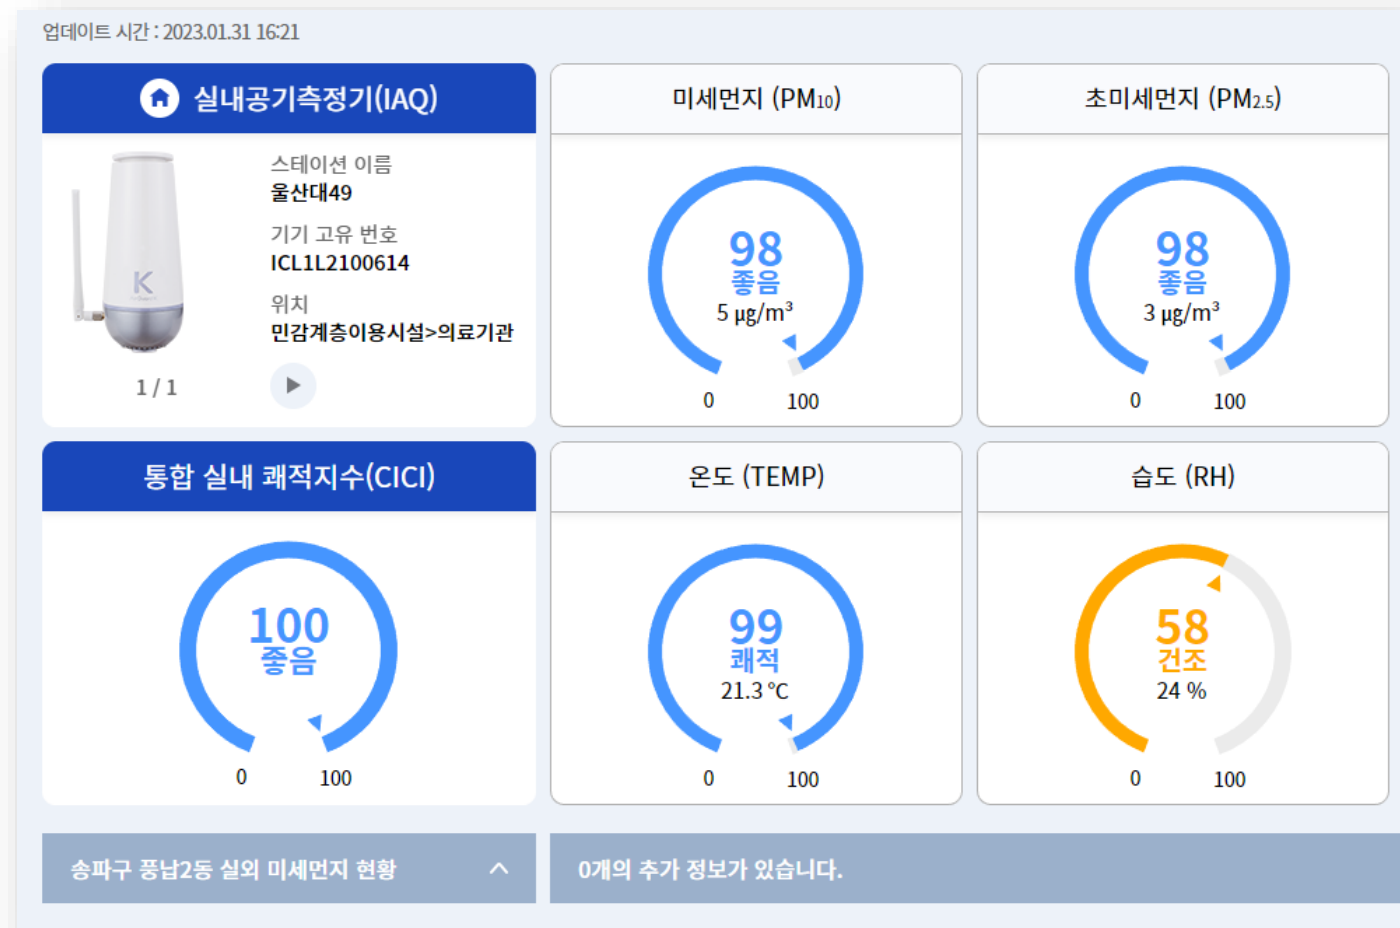 업데이트 시간 : 2023.01.31 16:21
실내공기측정기(IAQ)
스테이션 이름
울산대49
기기 고유 번호
ICL1L2100614
위치
민감계층이용시설>의료기관
K
1 / 1
미세먼지 (PM10)
98
좋음
5 µg/m³
0
100
초미세먼지 (PM2.5)
98
좋음
3 µg/m³
0
100
통합 실내 쾌적지수(CICI)
100
좋음
0
100
온도 (TEMP)
99
쾌적
21.3 ℃
0
100
습도 (RH)
58
건조
24 %
0
100
송파구 풍납2동 실외 미세먼지 현황
0개의 추가 정보가 있습니다.